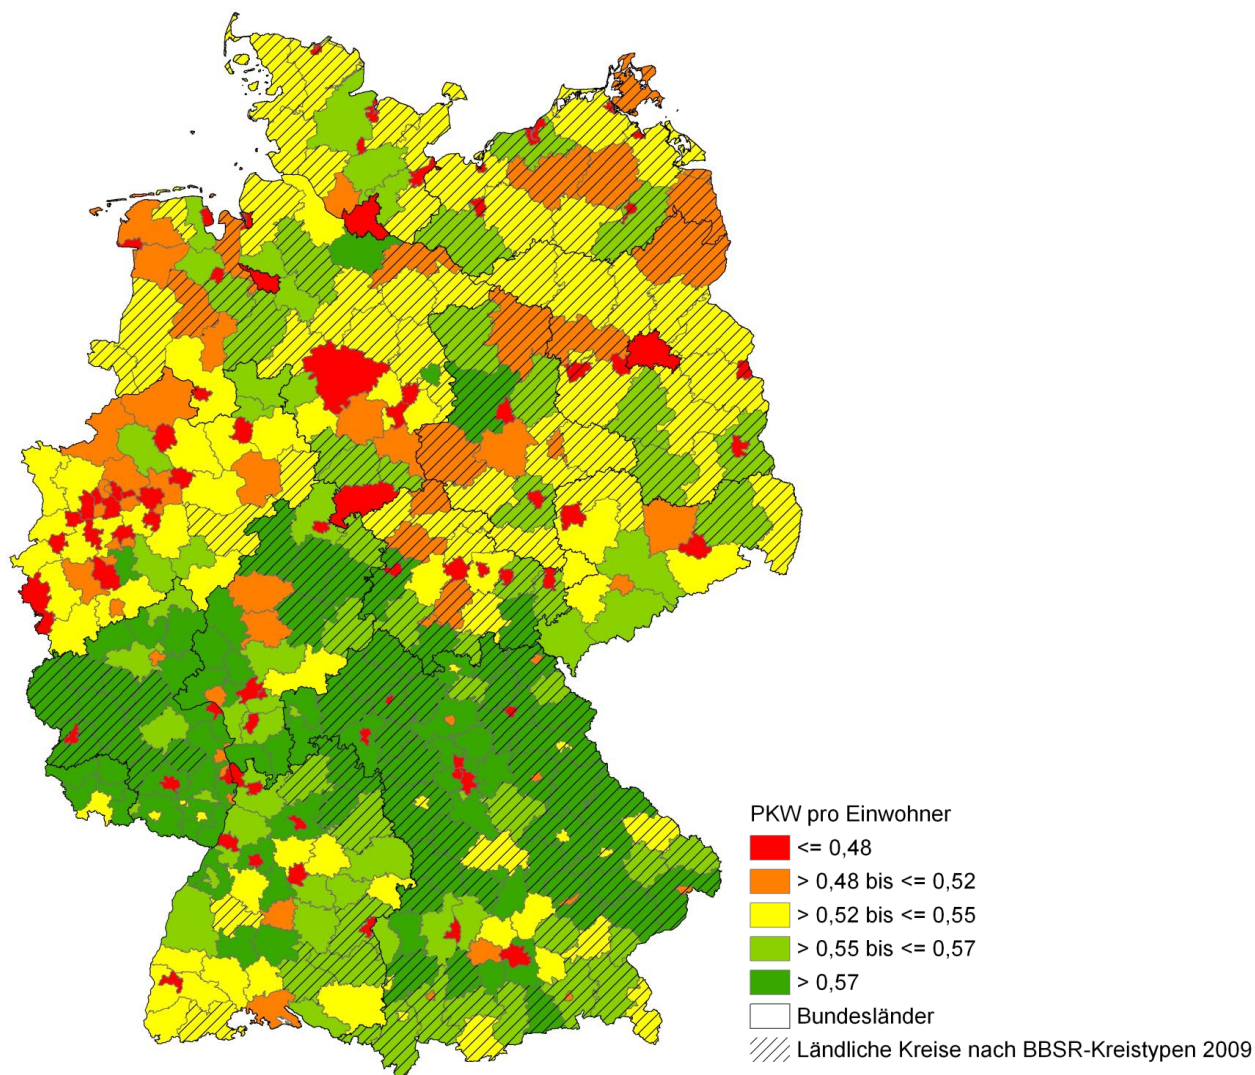 PKW pro Einwohner
<= 0,48
> 0,48 bis <= 0,52
> 0,52 bis <= 0,55
> 0,55 bis <= 0,57
> 0,57
Bundesländer
Ländliche Kreise nach BBSR-Kreistypen 2009